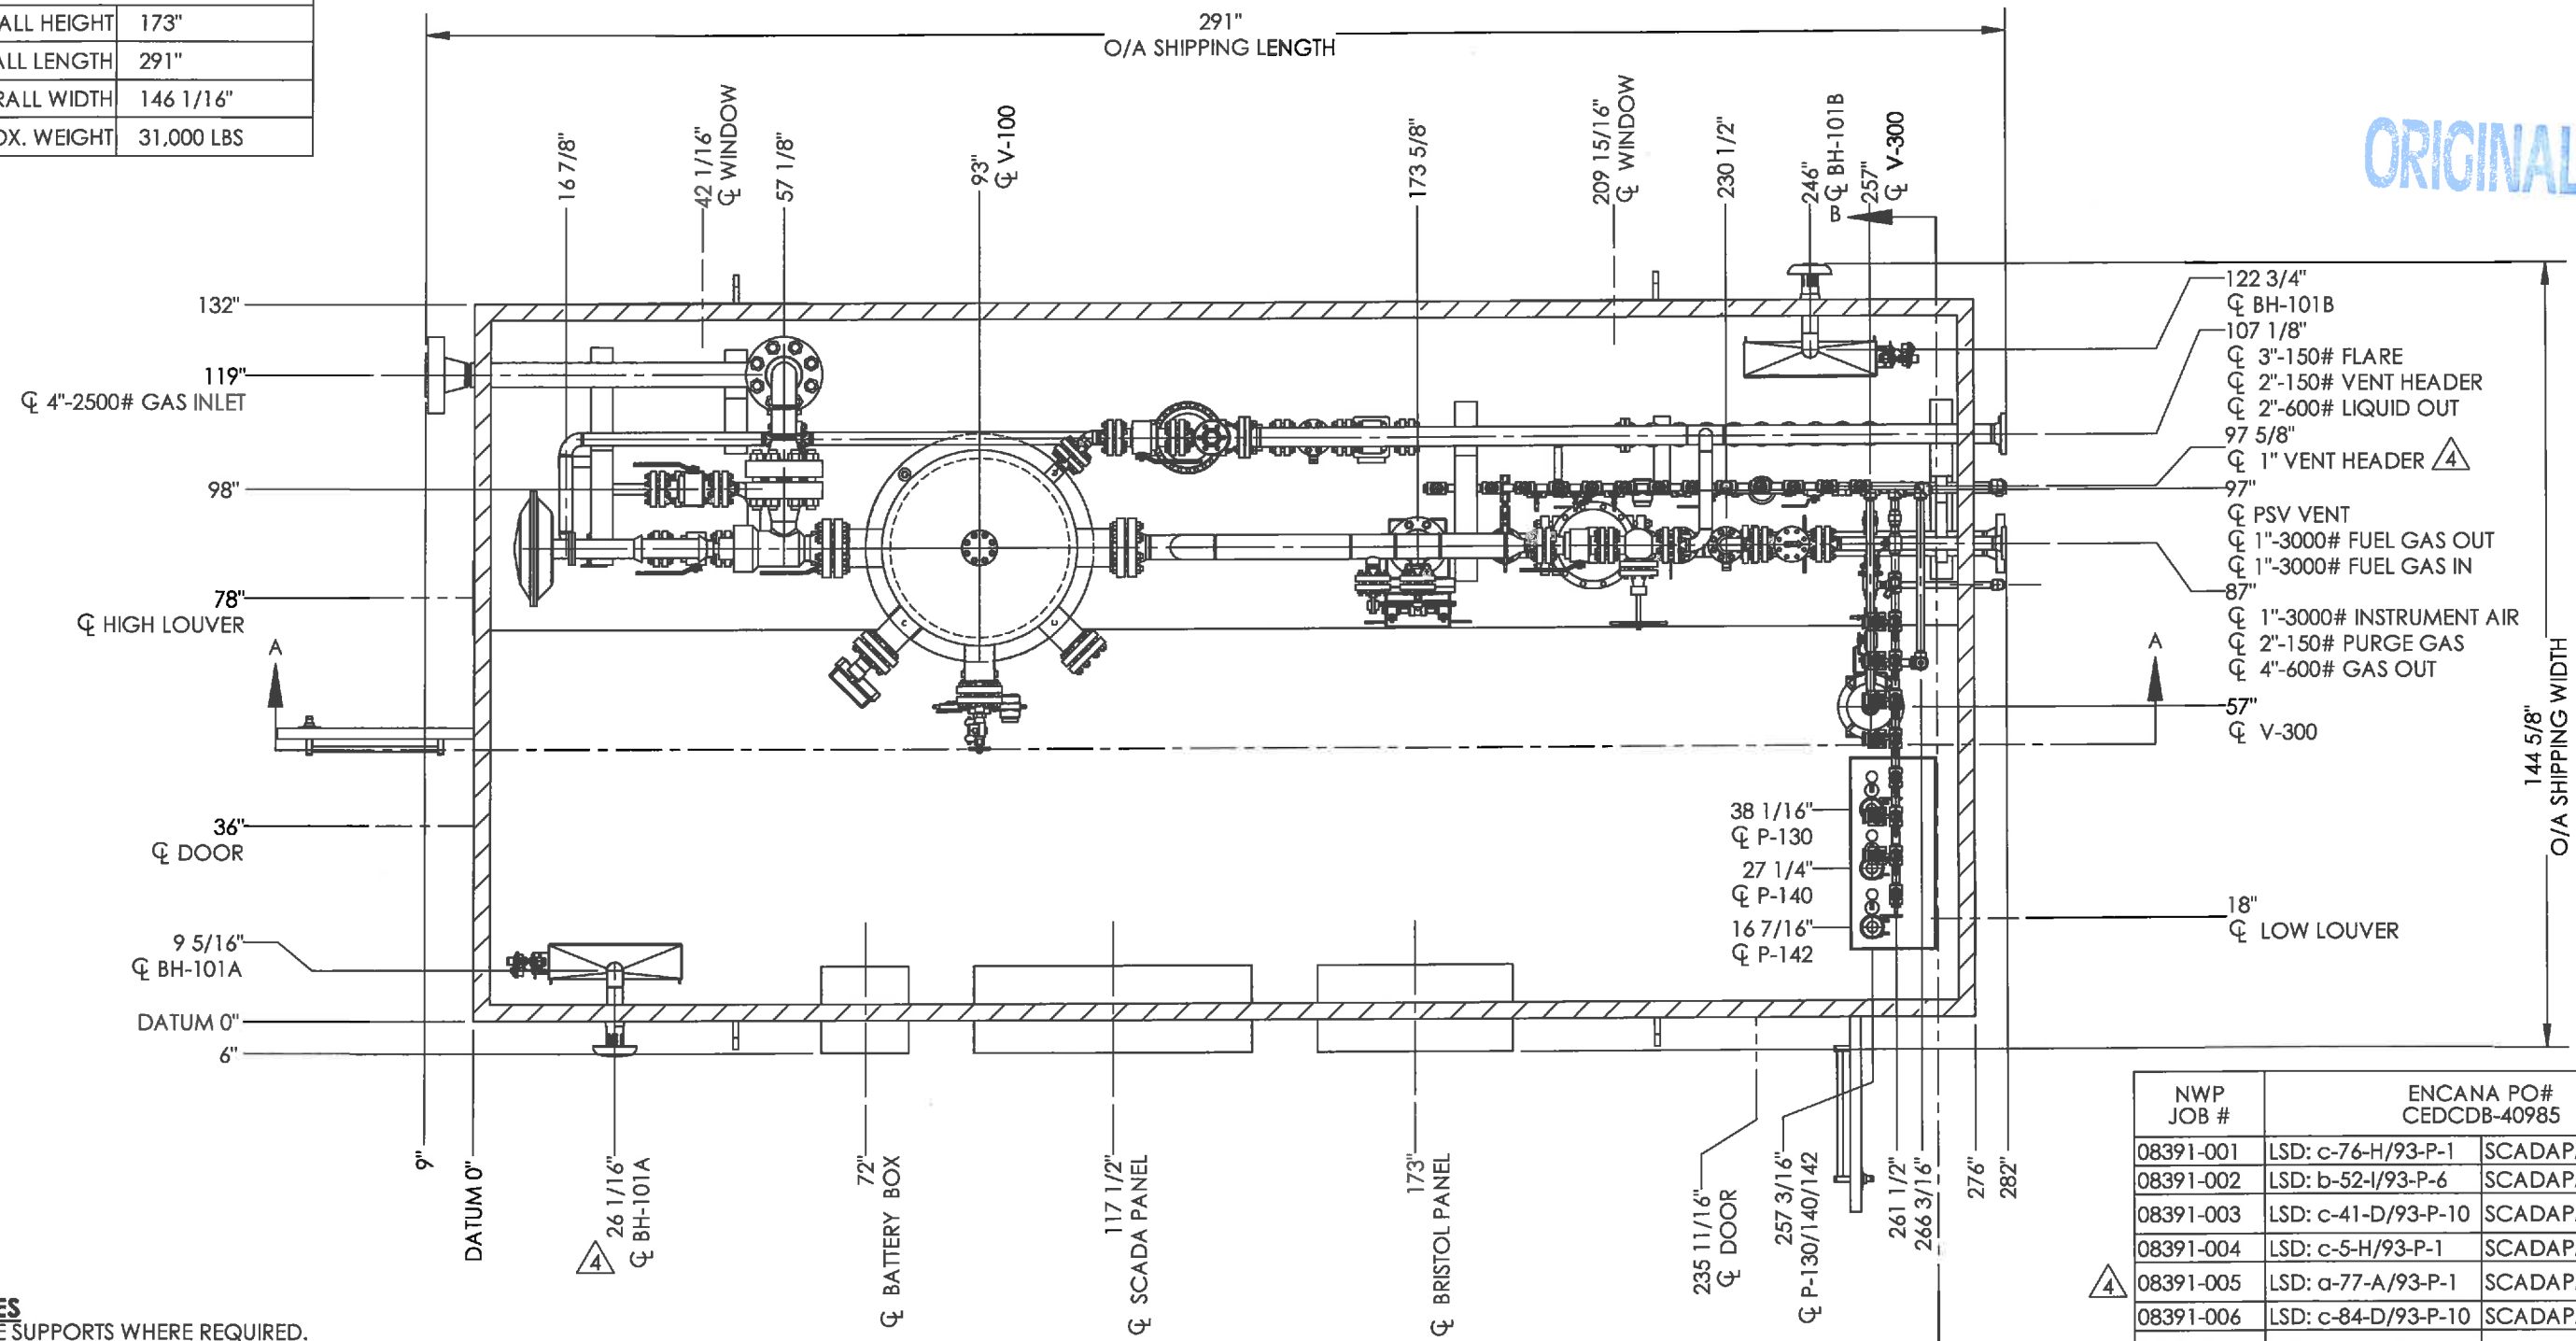 ALL HEIGHT 173"
ALL LENGTH 291"
RALL WIDTH 146 1/16"
OX. WEIGHT 31,000 LBS
291"
O/A SHIPPING LENGTH
ORIGINAL
16 7/8"
42 1/16"
℄ WINDOW
57 1/8"
93"
℄ V-100
173 5/8"
209 15/16"
℄ WINDOW
230 1/2"
246"
℄ BH-101B
257"
℄ V-300
B
132"
119"
℄ 4"-2500# GAS INLET
98"
78"
℄ HIGH LOUVER
A
36"
℄ DOOR
9 5/16"
℄ BH-101A
DATUM 0"
6"
122 3/4"
℄ BH-101B
107 1/8"
℄ 3"-150# FLARE
℄ 2"-150# VENT HEADER
℄ 2"-600# LIQUID OUT
97 5/8"
℄ 1" VENT HEADER 4
97"
℄ PSV VENT
℄ 1"-3000# FUEL GAS OUT
℄ 1"-3000# FUEL GAS IN
87"
℄ 1"-3000# INSTRUMENT AIR
℄ 2"-150# PURGE GAS
℄ 4"-600# GAS OUT
A
57"
℄ V-300
144 5/8"
O/A SHIPPING WIDTH
38 1/16"
℄ P-130
27 1/4"
℄ P-140
16 7/16"
℄ P-142
18"
℄ LOW LOUVER
9"
DATUM 0"
26 1/16"
℄ BH-101A
4
72"
℄ BATTERY BOX
117 1/2"
℄ SCADA PANEL
173"
℄ BRISTOL PANEL
235 11/16"
℄ DOOR
257 3/16"
℄ P-130/140/142
261 1/2"
266 3/16"
276"
282"
NWP JOB # ENCANA PO# CEDCDB-40985
08391-001 LSD: c-76-H/93-P-1 SCADAPA
08391-002 LSD: b-52-I/93-P-6 SCADAPA
08391-003 LSD: c-41-D/93-P-10 SCADAPA
08391-004 LSD: c-5-H/93-P-1 SCADAPA
4 08391-005 LSD: a-77-A/93-P-1 SCADAPA
08391-006 LSD: c-84-D/93-P-10 SCADAPA
ES
E SUPPORTS WHERE REQUIRED.